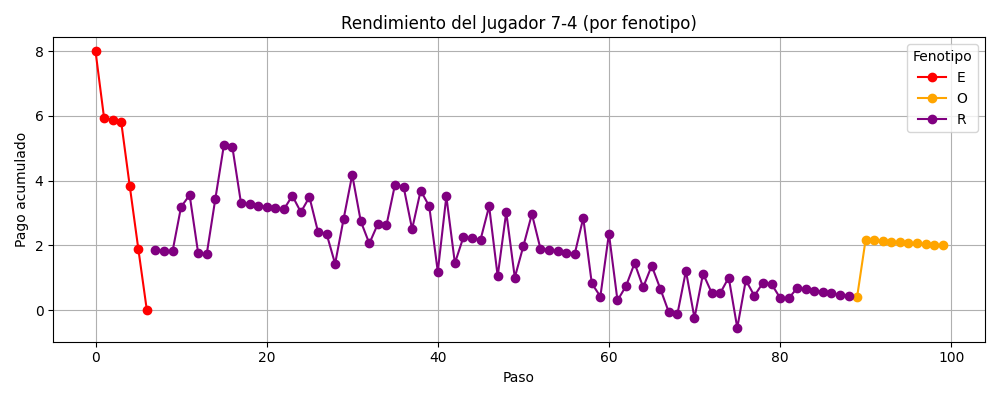 Rendimiento del Jugador 7-4 (por fenotipo)
Pago acumulado
8
6
4
2
0
0
20
40
60
80
100
Paso
Fenotipo
E
O
R